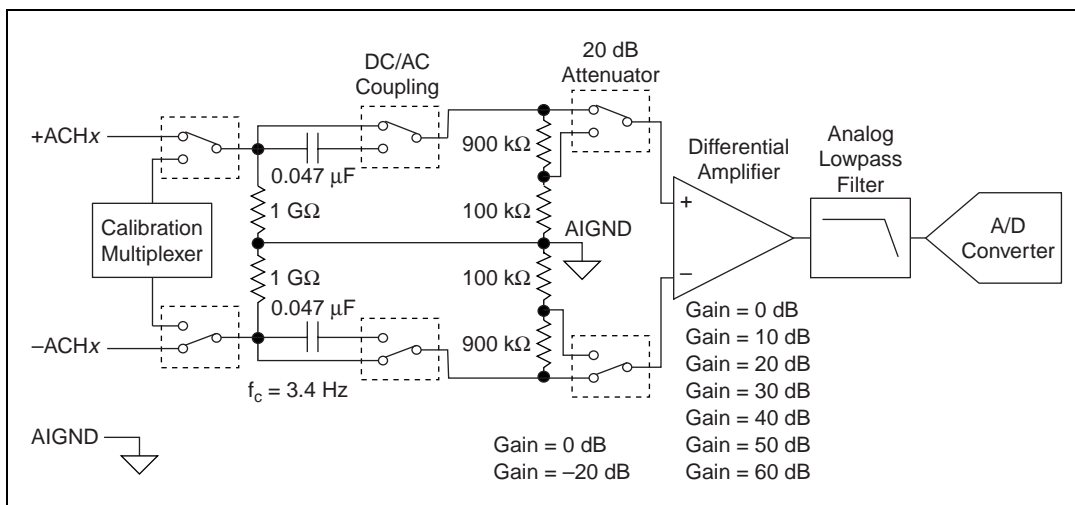 DC/AC
Coupling
20 dB
Attenuator
+ACHx
900 kΩ
Differential
Amplifier
Analog
Lowpass
Filter
0.047 µF
1 GΩ
100 kΩ
AIGND
+
A/D
Converter
Calibration
Multiplexer
1 GΩ
100 kΩ
–
0.047 µF
–ACHx
900 kΩ
fc = 3.4 Hz
AIGND
Gain = 0 dB
Gain = –20 dB
Gain = 0 dB
Gain = 10 dB
Gain = 20 dB
Gain = 30 dB
Gain = 40 dB
Gain = 50 dB
Gain = 60 dB